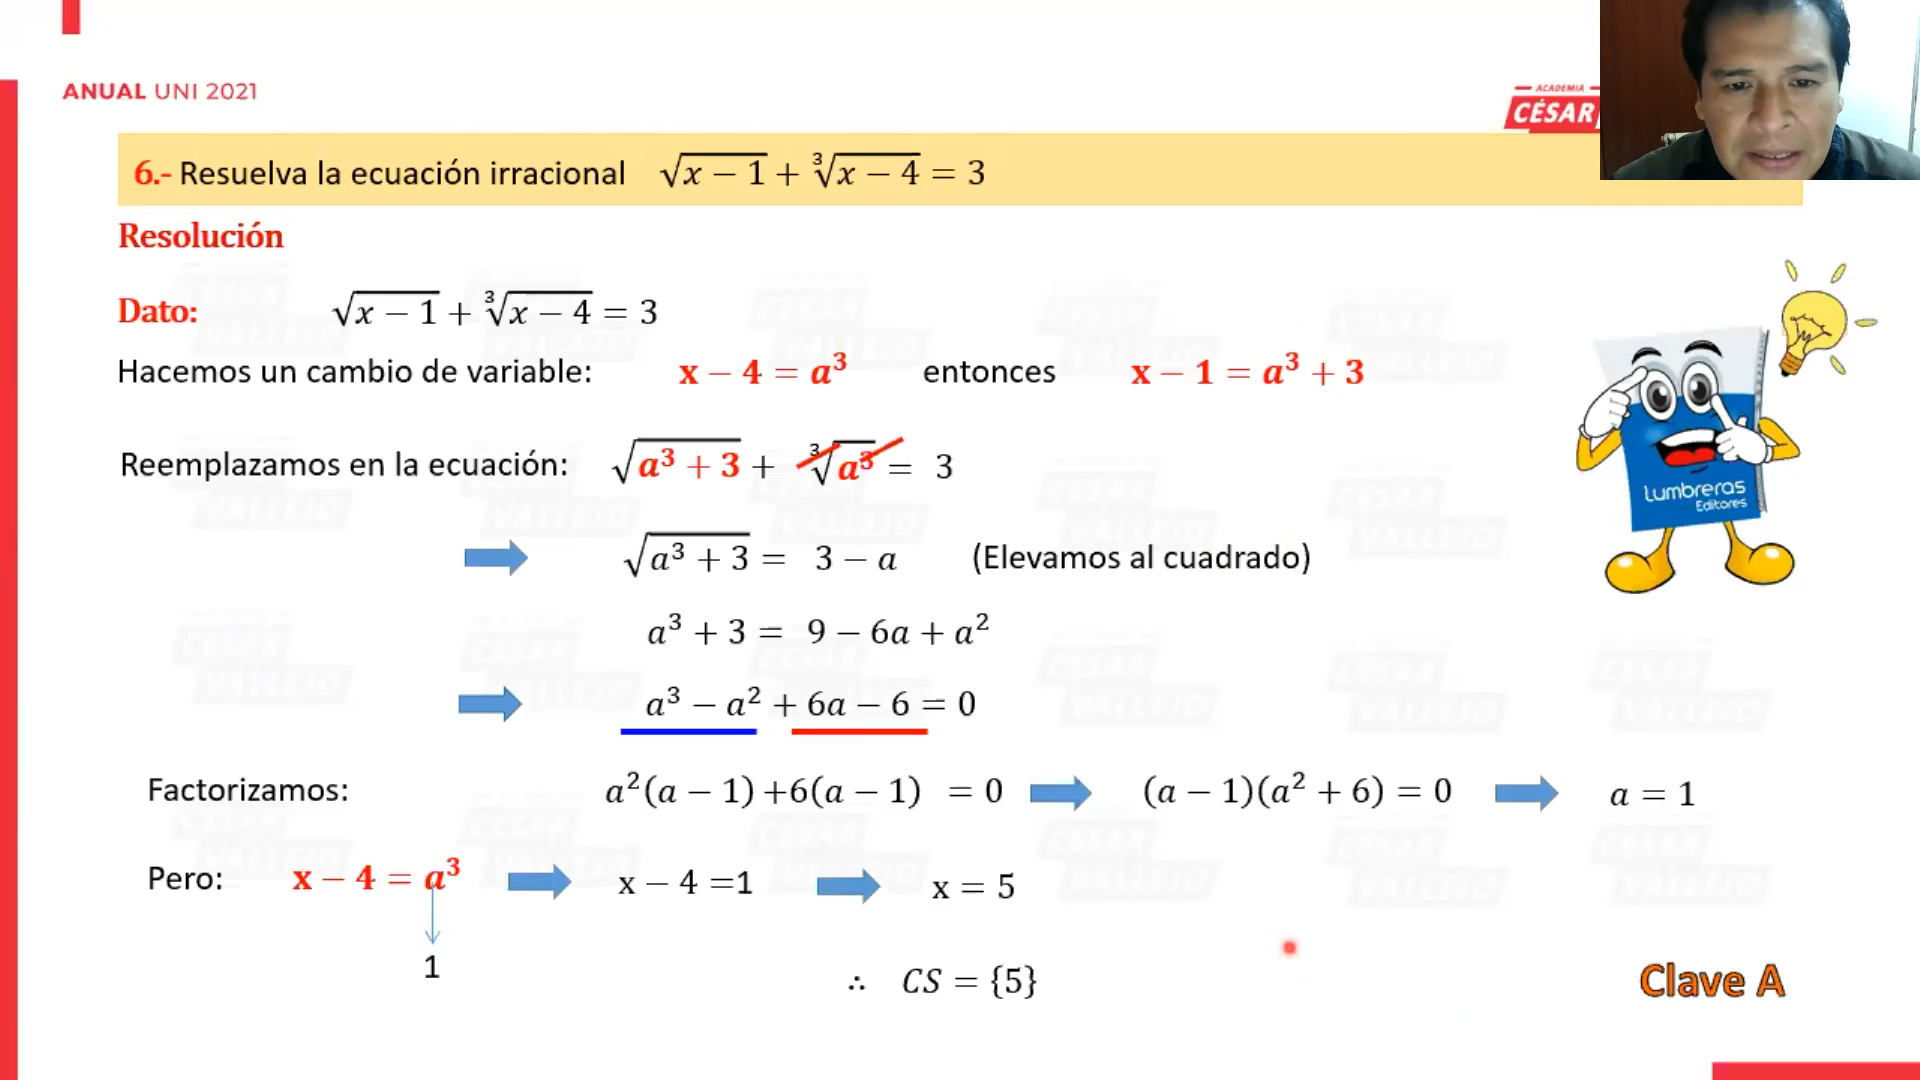 ANUAL UNI 2021
ACADEMIA
CÉSAR
6.- Resuelva la ecuación irracional √(x − 1) + ∛(x − 4) = 3
Resolución
Dato: √(x − 1) + ∛(x − 4) = 3
Hacemos un cambio de variable: x − 4 = a³ entonces x − 1 = a³ + 3
Reemplazamos en la ecuación: √(a³ + 3) + ∛(a³) = 3
Lumbreras
Editores
√(a³ + 3) = 3 − a (Elevamos al cuadrado)
a³ + 3 = 9 − 6a + a²
a³ − a² + 6a − 6 = 0
Factorizamos: a²(a − 1) +6(a − 1) = 0 (a − 1)(a² + 6) = 0 a = 1
Pero: x − 4 = a³ x − 4 =1 x = 5
1
∴ CS = {5}
Clave A
CÉSAR
VALLEJO